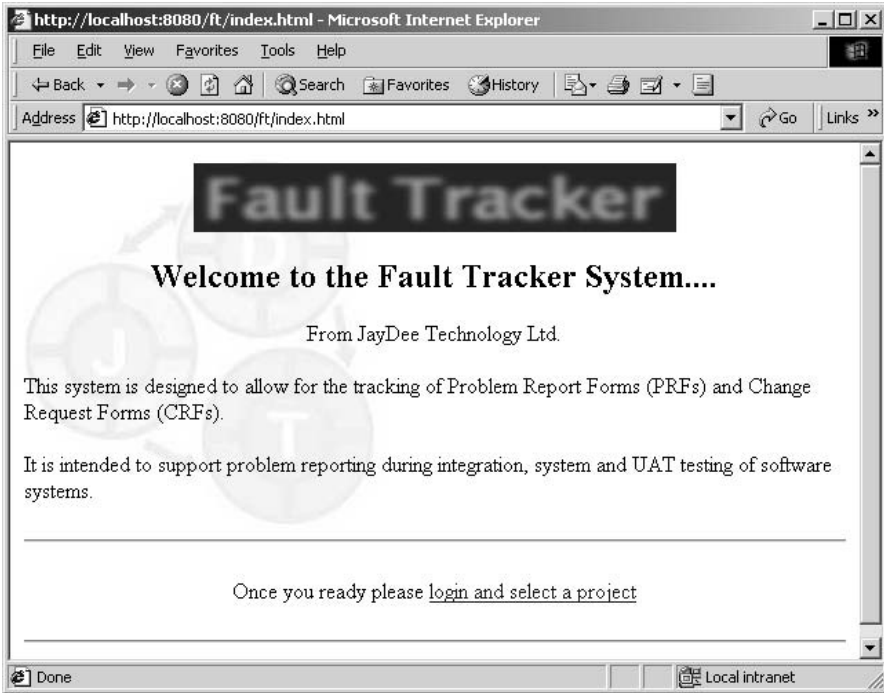 http://localhost:8080/ft/index.html - Microsoft Internet Explorer
File Edit View Favorites Tools Help
Back Search Favorites History
Address http://localhost:8080/ft/index.html Go Links »
Fault Tracker
Welcome to the Fault Tracker System....
From JayDee Technology Ltd.
This system is designed to allow for the tracking of Problem Report Forms (PRFs) and Change
Request Forms (CRFs).
It is intended to support problem reporting during integration, system and UAT testing of software
systems.
Once you ready please login and select a project
Done Local intranet
J
D
T